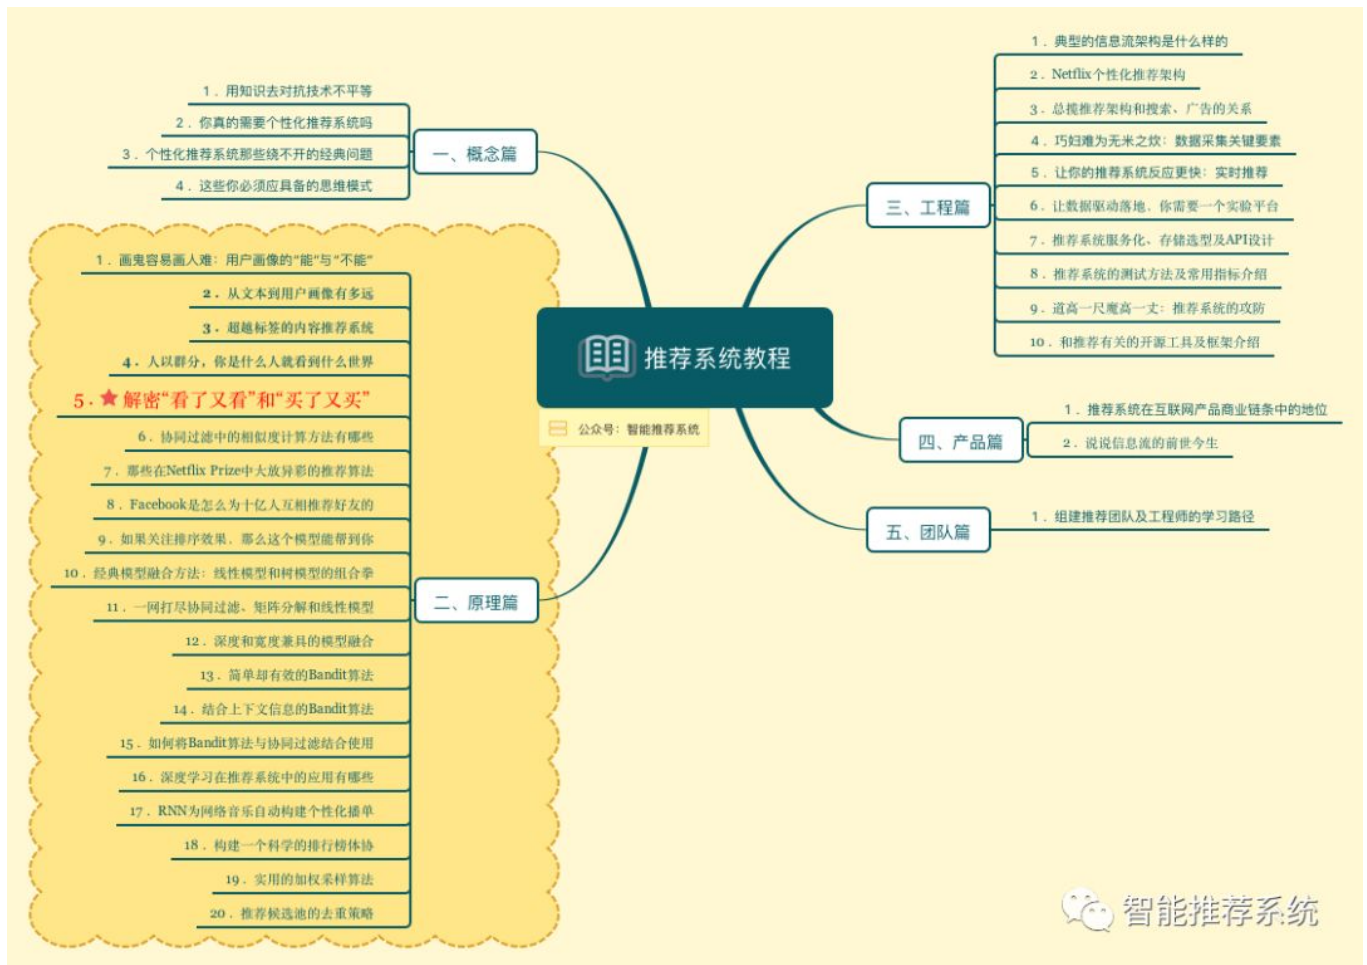 推荐系统教程
公众号：智能推荐系统
一、概念篇
1．用知识去对抗技术不平等
2．你真的需要个性化推荐系统吗
3．个性化推荐系统那些绕不开的经典问题
4．这些你必须应具备的思维模式
二、原理篇
1．画鬼容易画人难：用户画像的“能”与“不能”
2．从文本到用户画像有多远
3．超越标签的内容推荐系统
4．人以群分，你是什么人就看到什么世界
5．解密“看了又看”和“买了又买”
6．协同过滤中的相似度计算方法有哪些
7．那些在Netflix Prize中大放异彩的推荐算法
8．Facebook是怎么为十亿人互相推荐好友的
9．如果关注排序效果，那么这个模型能帮到你
10．经典模型融合方法：线性模型和树模型的组合拳
11．一网打尽协同过滤、矩阵分解和线性模型
12．深度和宽度兼具的模型融合
13．简单却有效的Bandit算法
14．结合上下文信息的Bandit算法
15．如何将Bandit算法与协同过滤结合使用
16．深度学习在推荐系统中的应用有哪些
17．RNN为网络音乐自动构建个性化播单
18．构建一个科学的排行榜体协
19．实用的加权采样算法
20．推荐候选池的去重策略
三、工程篇
1．典型的信息流架构是什么样的
2．Netflix个性化推荐架构
3．总揽推荐架构和搜索、广告的关系
4．巧妇难为无米之炊：数据采集关键要素
5．让你的推荐系统反应更快：实时推荐
6．让数据驱动落地，你需要一个实验平台
7．推荐系统服务化、存储选型及API设计
8．推荐系统的测试方法及常用指标介绍
9．道高一尺魔高一丈：推荐系统的攻防
10．和推荐有关的开源工具及框架介绍
四、产品篇
1．推荐系统在互联网产品商业链条中的地位
2．说说信息流的前世今生
五、团队篇
1．组建推荐团队及工程师的学习路径
智能推荐系统